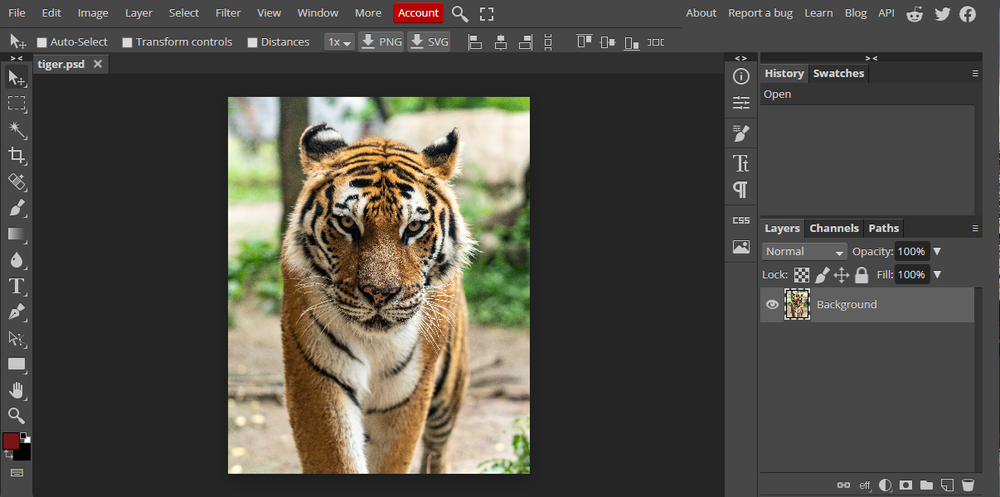 File Edit Image Layer Select Filter View Window More Account About Report a bug Learn Blog API
Auto-Select Transform controls Distances 1x PNG SVG
> < < > > <
tiger.psd
History Swatches
Open
Tt
CSS
Layers Channels Paths
Normal Opacity: 100%
Lock: Fill: 100%
Background
T
eff